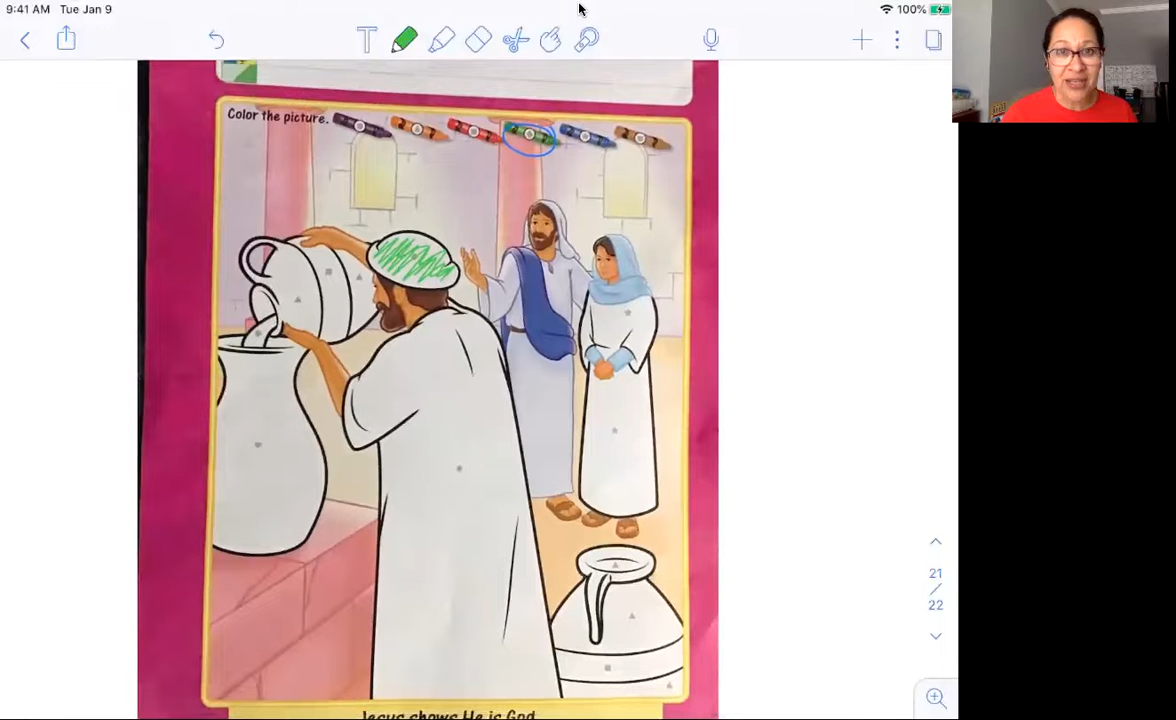 9:41 AM Tue Jan 9
100%
Color the picture.
21
22
Jesus shows He is God